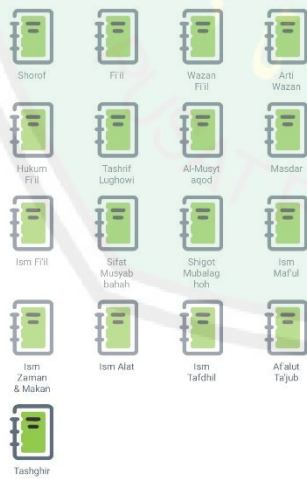 Shorof
Fi'il
Wazan
Fi'il
Arti
Wazan
Hukum
Fi'il
Tashrif
Lughowi
Al-Musyt
aqod
Masdar
Ism Fi'il
Sifat
Musyab
bahah
Shigot
Mubalag
hoh
Ism
Maf'ul
Ism
Zaman
& Makan
Ism Alat
Ism
Tafdhil
Af'alut
Ta'jub
Tashghir